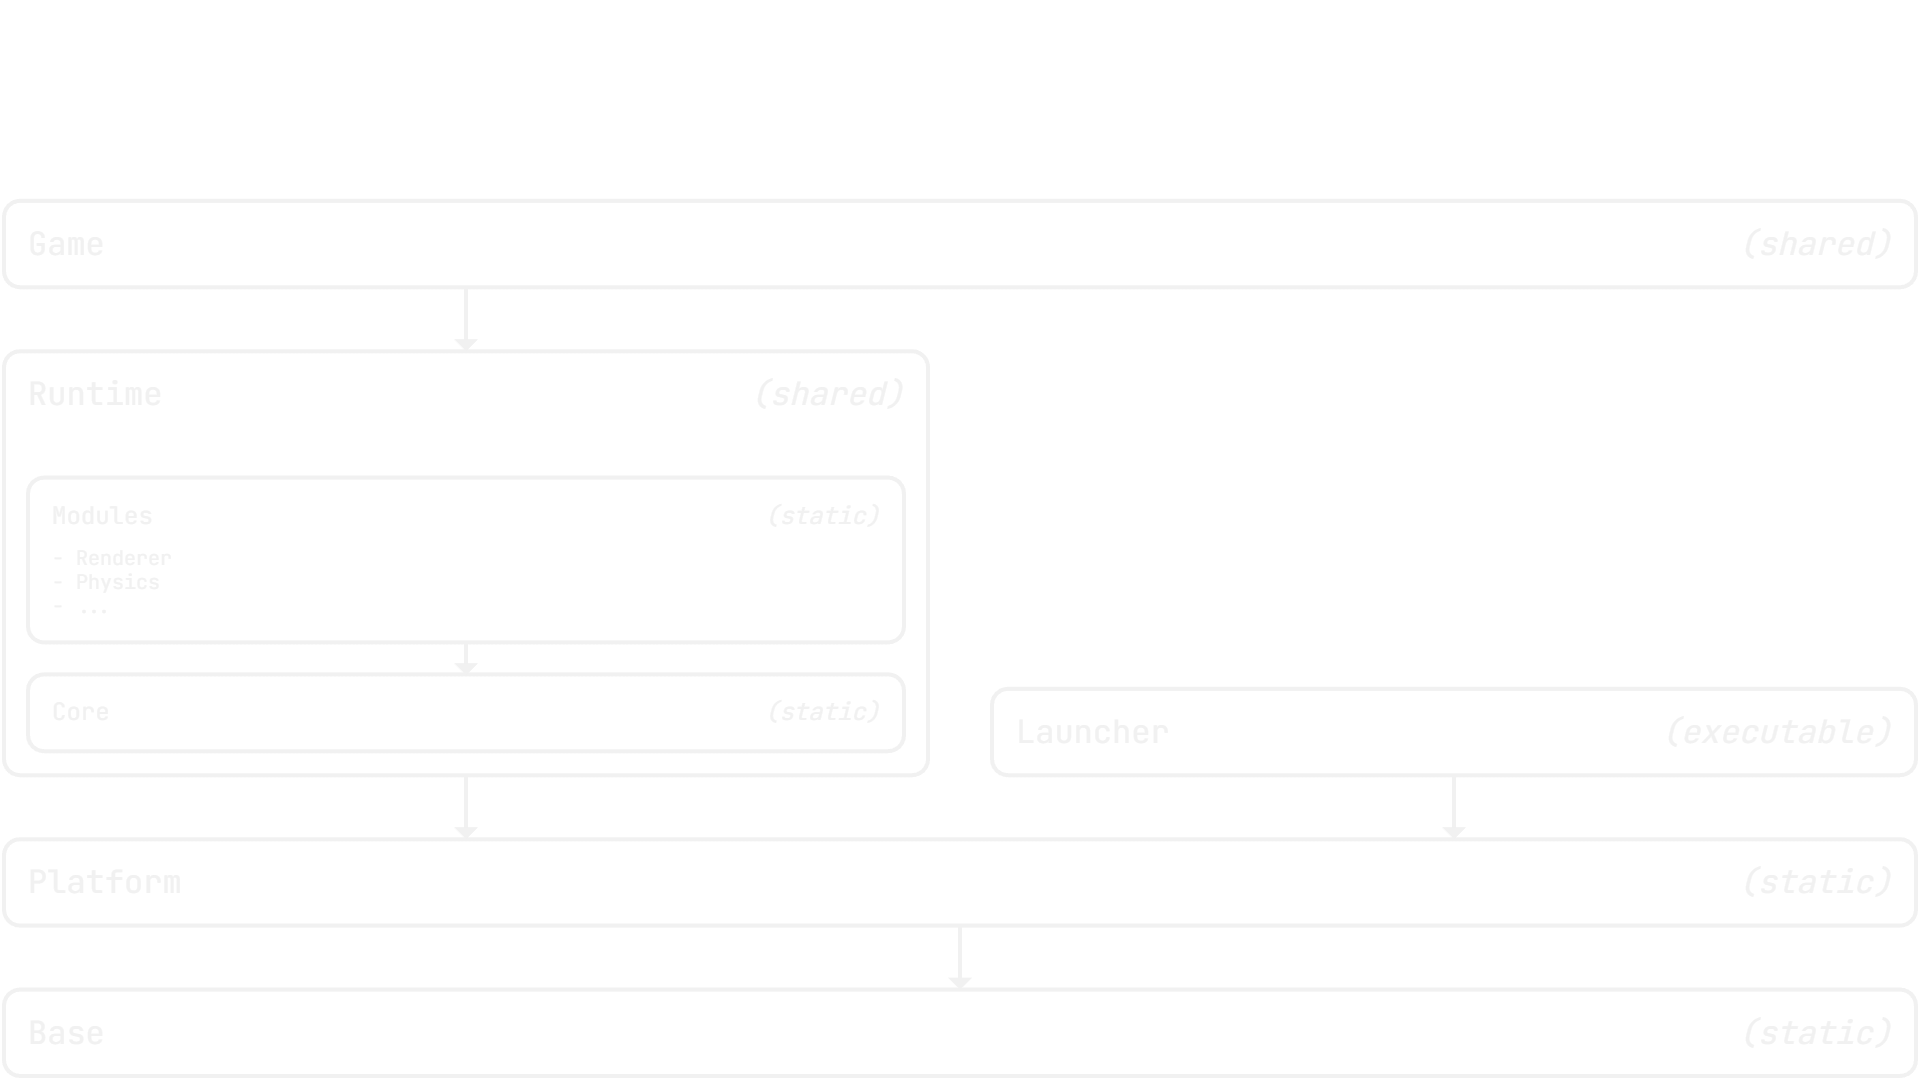 Game (shared)
Runtime (shared)
Modules (static)
- Renderer
- Physics
- ...
Core (static)
Launcher (executable)
Platform (static)
Base (static)